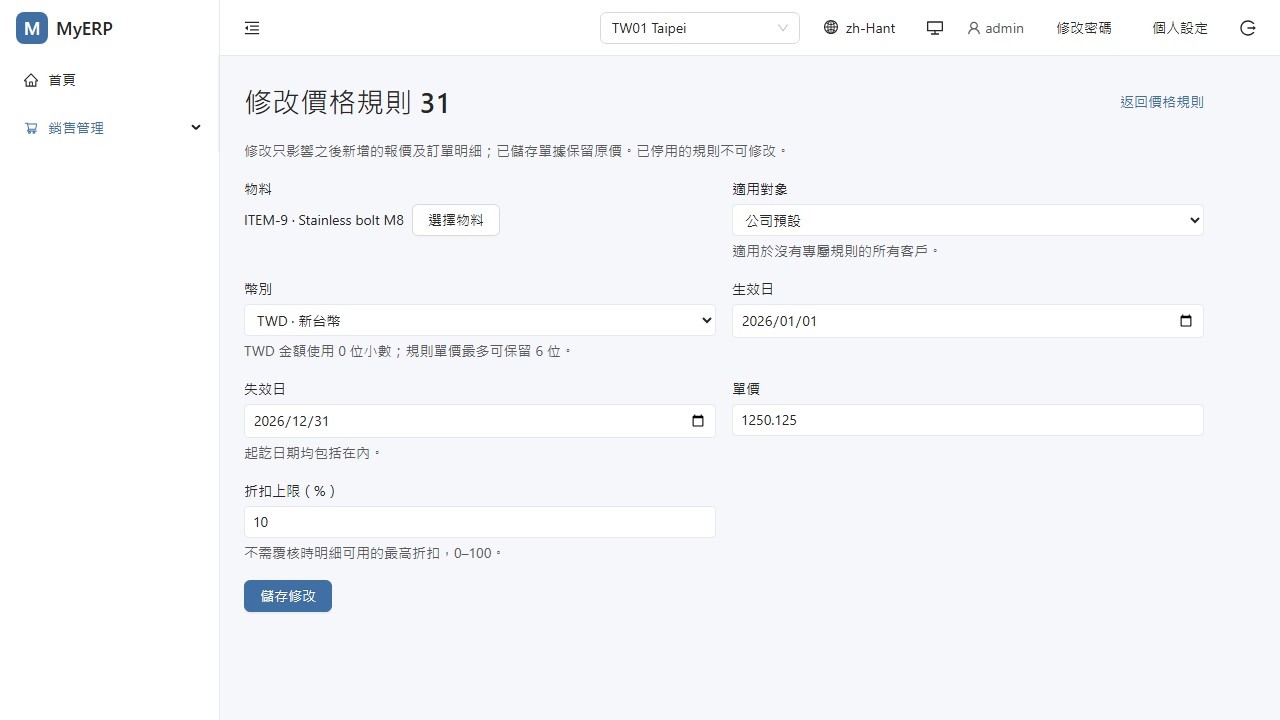 M MyERP
TW01 Taipei
zh-Hant
admin
修改密碼
個人設定
首頁
銷售管理
修改價格規則 31
返回價格規則
修改只影響之後新增的報價及訂單明細；已儲存單據保留原價。已停用的規則不可修改。
物料
ITEM-9 · Stainless bolt M8
選擇物料
適用對象
公司預設
適用於沒有專屬規則的所有客戶。
幣別
TWD · 新台幣
TWD 金額使用 0 位小數；規則單價最多可保留 6 位。
生效日
2026/01/01
失效日
2026/12/31
起訖日期均包括在內。
單價
1250.125
折扣上限（%）
10
不需覆核時明細可用的最高折扣，0–100。
儲存修改